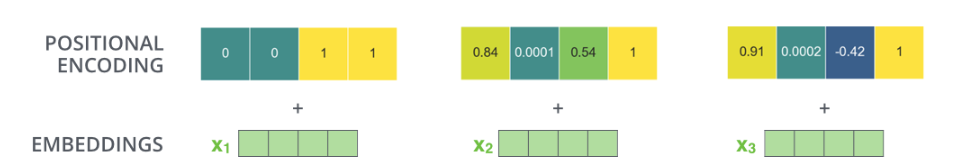 POSITIONAL ENCODING
0 0 1 1
0.84 0.0001 0.54 1
0.91 0.0002 -0.42 1
+ + +
EMBEDDINGS
x1
x2
x3